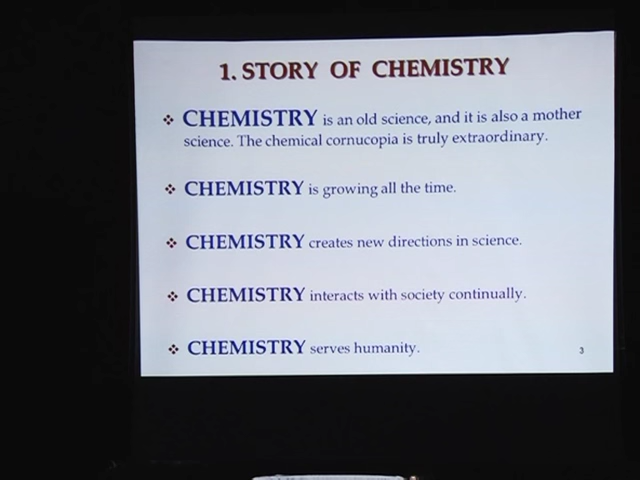 1. STORY OF CHEMISTRY
❖ CHEMISTRY is an old science, and it is also a mother
science. The chemical cornucopia is truly extraordinary.
❖ CHEMISTRY is growing all the time.
❖ CHEMISTRY creates new directions in science.
❖ CHEMISTRY interacts with society continually.
❖ CHEMISTRY serves humanity.
3